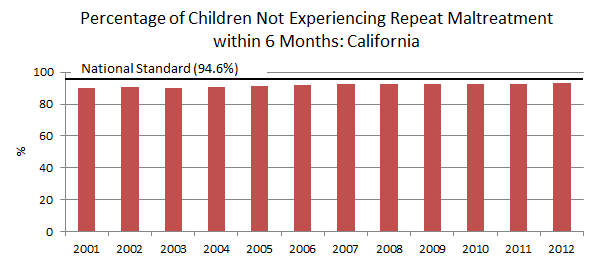 Percentage of Children Not Experiencing Repeat Maltreatment
within 6 Months: California
National Standard (94.6%)
100
80
60
40
20
0
%
2001 2002 2003 2004 2005 2006 2007 2008 2009 2010 2011 2012